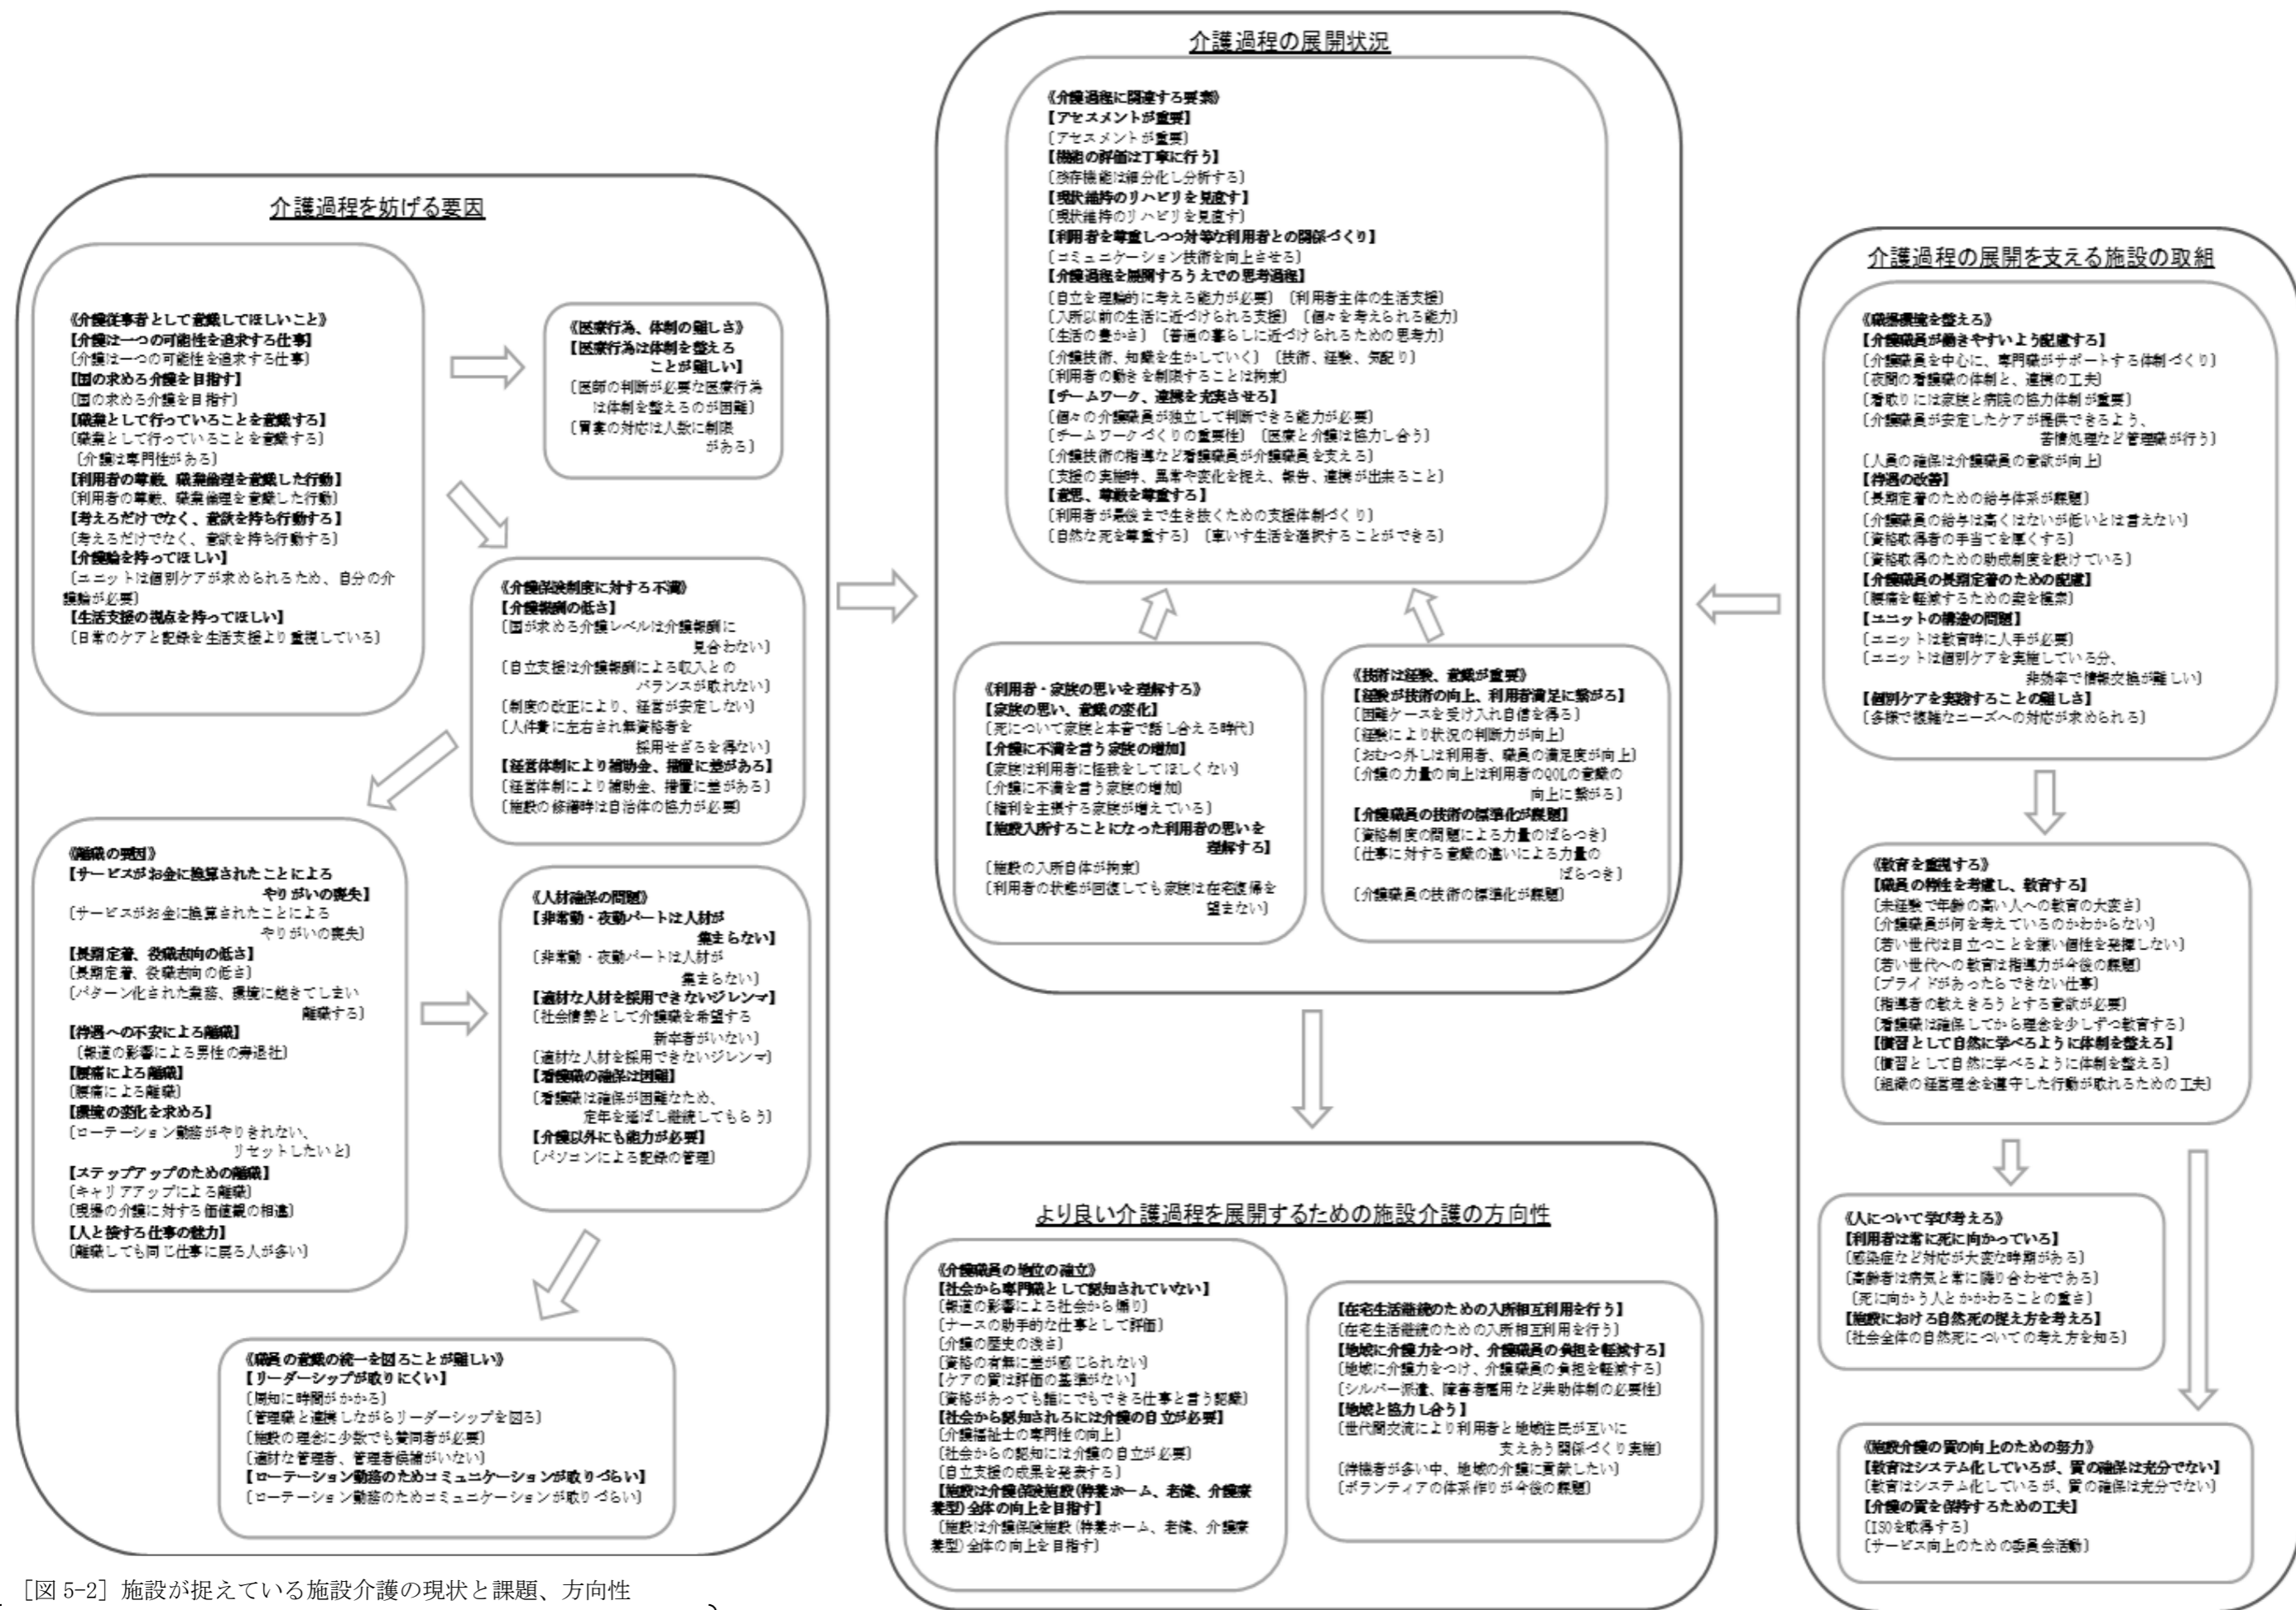 介護過程を妨げる要因
《介護従事者として意識してほしいこと》
【介護は一つの可能性を追求する仕事】
〔介護は一つの可能性を追求する仕事〕
【国の求める介護を目指す】
〔国の求める介護を目指す〕
【職業として行っていることを意識する】
〔職業として行っていることを意識する〕
〔介護は専門性がある〕
【利用者の尊厳、職業倫理を意識した行動】
〔利用者の尊厳、職業倫理を意識した行動〕
【考えるだけでなく、意欲を持ち行動する】
〔考えるだけでなく、意欲を持ち行動する〕
【介護論を持ってほしい】
〔ユニットは個別ケアが求められるため、自分の介
護論が必要〕
【生活支援の視点を持ってほしい】
〔日常のケアと記録を生活支援より重視している〕
《医療行為、体制の難しさ》
【医療行為は体制を整える
ことが難しい】
〔医師の判断が必要な医療行為
は体制を整えるのが困難〕
〔胃瘻の対応は人数に制限
がある〕
《介護保険制度に対する不満》
【介護報酬の低さ】
〔国が求める介護レベルは介護報酬に
見合わない〕
〔自立支援は介護報酬による収入との
バランスが取れない〕
〔制度の改正により、経営が安定しない〕
〔人件費に左右され無資格者を
採用せざるを得ない〕
【経営体制により補助金、措置に差がある】
〔経営体制により補助金、措置に差がある〕
〔施設の修繕時は自治体の協力が必要〕
《離職の要因》
【サービスがお金に換算されたことによる
やりがいの喪失】
〔サービスがお金に換算されたことによる
やりがいの喪失〕
【長期定着、役職志向の低さ】
〔長期定着、役職志向の低さ〕
〔パターン化された業務、環境に飽きてしまい
離職する〕
【待遇への不安による離職】
〔報道の影響による男性の寿退社〕
【腰痛による離職】
〔腰痛による離職〕
【環境の変化を求める】
〔ローテーション勤務がやりきれない、
リセットしたいと〕
【ステップアップのための離職】
〔キャリアアップによる離職〕
〔現場の介護に対する価値観の相違〕
【人と接する仕事の魅力】
〔離職しても同じ仕事に戻る人が多い〕
《人材確保の問題》
【非常勤・夜勤パートは人材が
集まらない】
〔非常勤・夜勤パートは人材が
集まらない〕
【適材な人材を採用できないジレンマ】
〔社会情勢として介護職を希望する
新卒者がいない〕
〔適材な人材を採用できないジレンマ〕
【看護職の確保は困難】
〔看護職は確保が困難なため、
定年を延ばし継続してもらう〕
【介護以外にも能力が必要】
〔パソコンによる記録の管理〕
《職員の意識の統一を図ることが難しい》
【リーダーシップが取りにくい】
〔周知に時間がかかる〕
〔管理職と連携しながらリーダーシップを図る〕
〔施設の理念に少数でも賛同者が必要〕
〔適材な管理者、管理者候補がいない〕
【ローテーション勤務のためコミュニケーションが取りづらい】
〔ローテーション勤務のためコミュニケーションが取りづらい〕
介護過程の展開状況
《介護過程に関連する要素》
【アセスメントが重要】
〔アセスメントが重要〕
【機能の評価は丁寧に行う】
〔残存機能は細分化し分析する〕
【現状維持のリハビリを見直す】
〔現状維持のリハビリを見直す〕
【利用者を尊重しつつ対等な利用者との関係づくり】
〔コミュニケーション技術を向上させる〕
【介護過程を展開するうえでの思考過程】
〔自立を理論的に考える能力が必要〕〔利用者主体の生活支援〕
〔入所以前の生活に近づけられる支援〕〔個々を考えられる能力〕
〔生活の豊かさ〕〔普通の暮らしに近づけられるための思考力〕
〔介護技術、知識を生かしていく〕〔技術、経験、気配り〕
〔利用者の動きを制限することは拘束〕
【チームワーク、連携を充実させる】
〔個々の介護職員が独立して判断できる能力が必要〕
〔チームワークづくりの重要性〕〔医療と介護は協力し合う〕
〔介護技術の指導など看護職員が介護職員を支える〕
〔支援の実施時、異常や変化を捉え、報告、連携が出来ること〕
【意思、尊厳を尊重する】
〔利用者が最後まで生き抜くための支援体制づくり〕
〔自然な死を尊重する〕〔車いす生活を選択することができる〕
《利用者・家族の思いを理解する》
【家族の思い、意識の変化】
〔死について家族と本音で話し合える時代〕
【介護に不満を言う家族の増加】
〔家族は利用者に怪我をしてほしくない〕
〔介護に不満を言う家族の増加〕
〔権利を主張する家族が増えている〕
【施設入所することになった利用者の思いを
理解する】
〔施設の入所自体が拘束〕
〔利用者の状態が回復しても家族は在宅復帰を
望まない〕
《技術は経験、意識が重要》
【経験が技術の向上、利用者満足に繋がる】
〔困難ケースを受け入れ自信を得る〕
〔経験により状況の判断力が向上〕
〔おむつ外しは利用者、職員の満足度が向上〕
〔介護の力量の向上は利用者のQOLの意識の
向上に繋がる〕
【介護職員の技術の標準化が課題】
〔資格制度の問題による力量のばらつき〕
〔仕事に対する意識の違いによる力量の
ばらつき〕
〔介護職員の技術の標準化が課題〕
より良い介護過程を展開するための施設介護の方向性
《介護職員の地位の確立》
【社会から専門職として認知されていない】
〔報道の影響による社会から煽り〕
〔ナースの助手的な仕事として評価〕
〔介護の歴史の浅さ〕
〔資格の有無に差が感じられない〕
【ケアの質は評価の基準がない】
〔資格があっても誰にでもできる仕事と言う認識〕
【社会から認知されるには介護の自立が必要】
〔介護福祉士の専門性の向上〕
〔社会からの認知には介護の自立が必要〕
〔自立支援の成果を発表する〕
【施設は介護保険施設(特養ホーム、老健、介護療
養型)全体の向上を目指す】
〔施設は介護保険施設(特養ホーム、老健、介護療
養型)全体の向上を目指す〕
【在宅生活継続のための入所相互利用を行う】
〔在宅生活継続のための入所相互利用を行う〕
【地域に介護力をつけ、介護職員の負担を軽減する】
〔地域に介護力をつけ、介護職員の負担を軽減する〕
〔シルバー派遣、障害者雇用など共助体制の必要性〕
【地域と協力し合う】
〔世代間交流により利用者と地域住民が互いに
支えあう関係づくり実施〕
〔待機者が多い中、地域の介護に貢献したい〕
〔ボランティアの体系作りが今後の課題〕
介護過程の展開を支える施設の取組
《職場環境を整える》
【介護職員が働きやすいよう配慮する】
〔介護職員を中心に、専門職がサポートする体制づくり〕
〔夜間の看護職の体制と、連携の工夫〕
〔看取りには家族と病院の協力体制が重要〕
〔介護職員が安定したケアが提供できるよう、
苦情処理など管理職が行う〕
〔人員の確保は介護職員の意欲が向上〕
【待遇の改善】
〔長期定着のための給与体系が課題〕
〔介護職員の給与は高くはないが低いとは言えない〕
〔資格取得者の手当てを厚くする〕
〔資格取得のための助成制度を設けている〕
【介護職員の長期定着のための配慮】
〔腰痛を軽減するための案を模索〕
【ユニットの構造の問題】
〔ユニットは教育時に人手が必要〕
〔ユニットは個別ケアを実施している分、
非効率で情報交換が難しい〕
【個別ケアを実践することの難しさ】
〔多様で複雑なニーズへの対応が求められる〕
《教育を重視する》
【職員の特性を考慮し、教育する】
〔未経験で年齢の高い人への教育の大変さ〕
〔介護職員が何を考えているのかわからない〕
〔若い世代は目立つことを嫌い個性を発揮しない〕
〔若い世代への教育は指導力が今後の課題〕
〔プライドがあったらできない仕事〕
〔指導者の教えきろうとする意欲が必要〕
〔看護職は確保してから理念を少しずつ教育する〕
【慣習として自然に学べるように体制を整える】
〔慣習として自然に学べるように体制を整える〕
〔組織の経営理念を遵守した行動が取れるための工夫〕
《人について学び考える》
【利用者は常に死に向かっている】
〔感染症など対応が大変な時期がある〕
〔高齢者は病気と常に隣り合わせである〕
〔死に向かう人とかかわることの重さ〕
【施設における自然死の捉え方を考える】
〔社会全体の自然死についての考え方を知る〕
《施設介護の質の向上のための努力》
【教育はシステム化しているが、質の確保は充分でない】
〔教育はシステム化しているが、質の確保は充分でない〕
【介護の質を保持するための工夫】
〔ISOを取得する〕
〔サービス向上のための委員会活動〕
［図 5-2］施設が捉えている施設介護の現状と課題、方向性